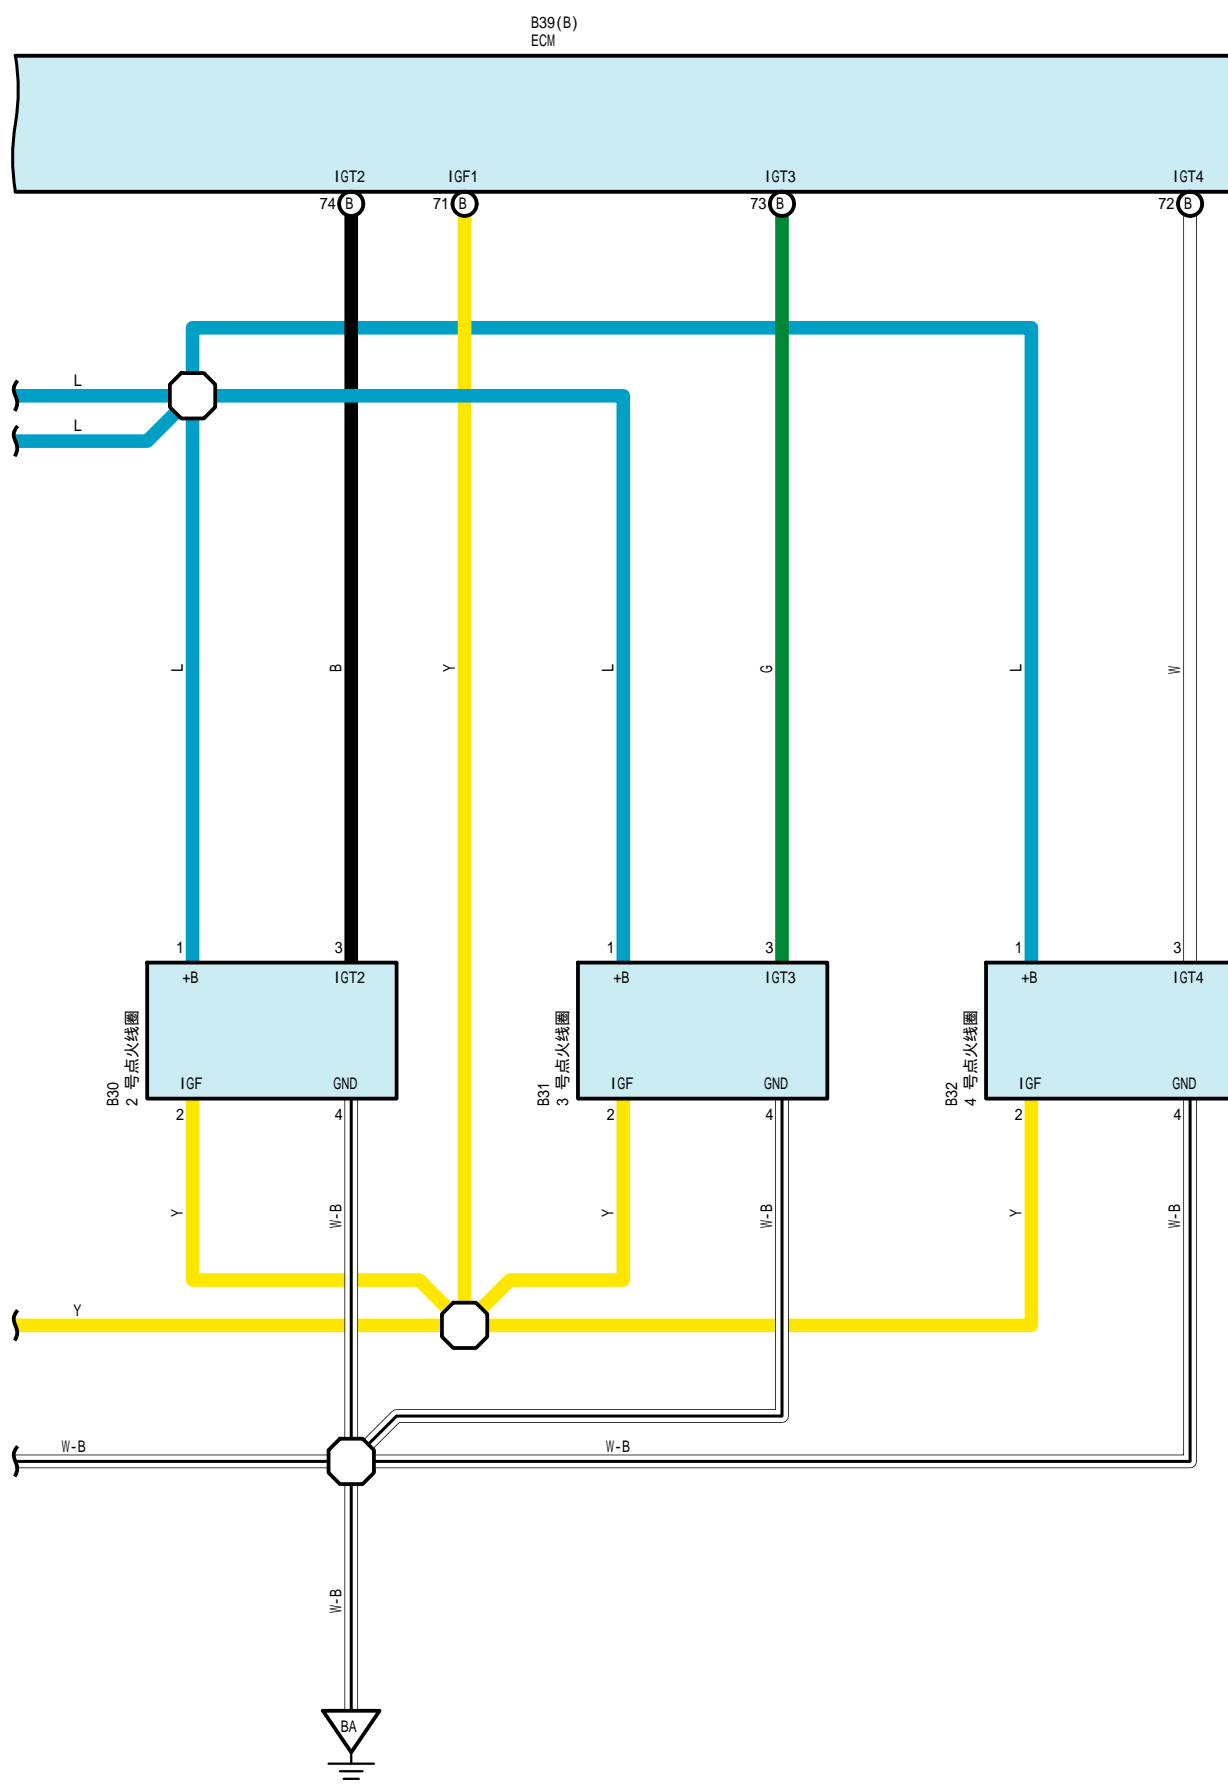 B39(B)
ECM
IGT2 IGF1 IGT3 IGT4
74 B 71 B 73 B 72 B
L
L
L B Y L G L W
1 3 1 3 1 3
+B IGT2 +B IGT3 +B IGT4
B30
2 号点火线圈
B31
3 号点火线圈
B32
4 号点火线圈
IGF GND IGF GND IGF GND
2 4 2 4 2 4
Y W-B Y W-B Y W-B
Y
W-B W-B
W-B
BA